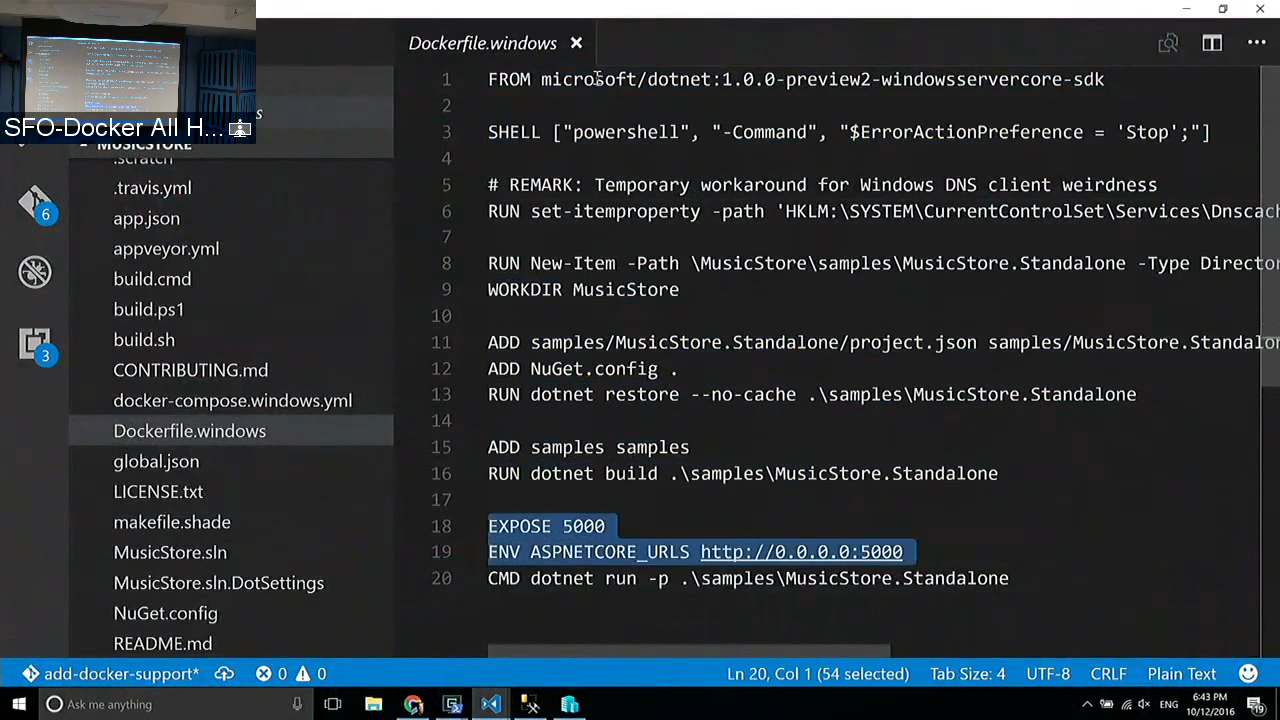 Dockerfile.windows
SFO-Docker All H...
MUSICSTORE
.scratch
.travis.yml
app.json
appveyor.yml
build.cmd
build.ps1
build.sh
CONTRIBUTING.md
docker-compose.windows.yml
Dockerfile.windows
global.json
LICENSE.txt
makefile.shade
MusicStore.sln
MusicStore.sln.DotSettings
NuGet.config
README.md
6
3
1 FROM microsoft/dotnet:1.0.0-preview2-windowsservercore-sdk
2
3 SHELL ["powershell", "-Command", "$ErrorActionPreference = 'Stop';"]
4
5 # REMARK: Temporary workaround for Windows DNS client weirdness
6 RUN set-itemproperty -path 'HKLM:\SYSTEM\CurrentControlSet\Services\Dnscach
7
8 RUN New-Item -Path \MusicStore\samples\MusicStore.Standalone -Type Director
9 WORKDIR MusicStore
10
11 ADD samples/MusicStore.Standalone/project.json samples/MusicStore.Standalon
12 ADD NuGet.config .
13 RUN dotnet restore --no-cache .\samples\MusicStore.Standalone
14
15 ADD samples samples
16 RUN dotnet build .\samples\MusicStore.Standalone
17
18 EXPOSE 5000
19 ENV ASPNETCORE_URLS http://0.0.0.0:5000
20 CMD dotnet run -p .\samples\MusicStore.Standalone
add-docker-support* 0 0 Ln 20, Col 1 (54 selected) Tab Size: 4 UTF-8 CRLF Plain Text
Ask me anything
ENG
6:43 PM
10/12/2016
19